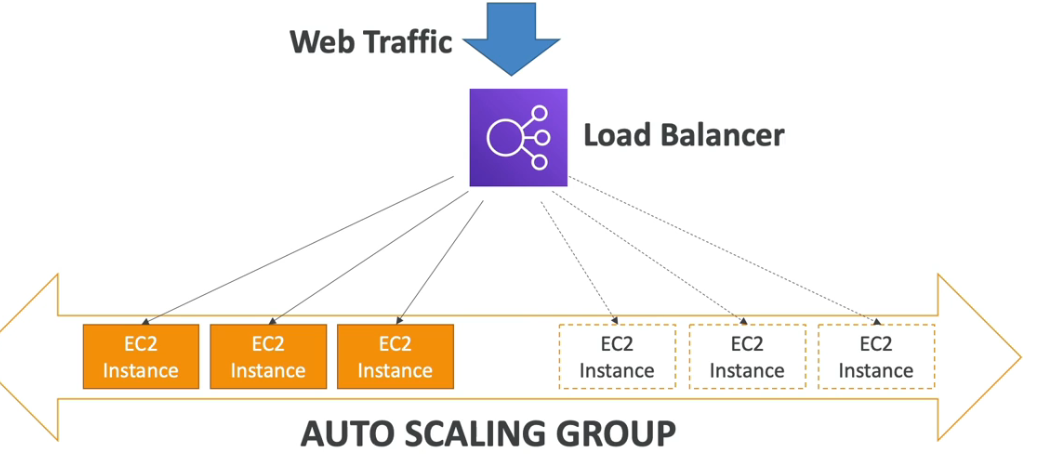 Web Traffic
Load Balancer
EC2
Instance
EC2
Instance
EC2
Instance
EC2
Instance
EC2
Instance
EC2
Instance
AUTO SCALING GROUP